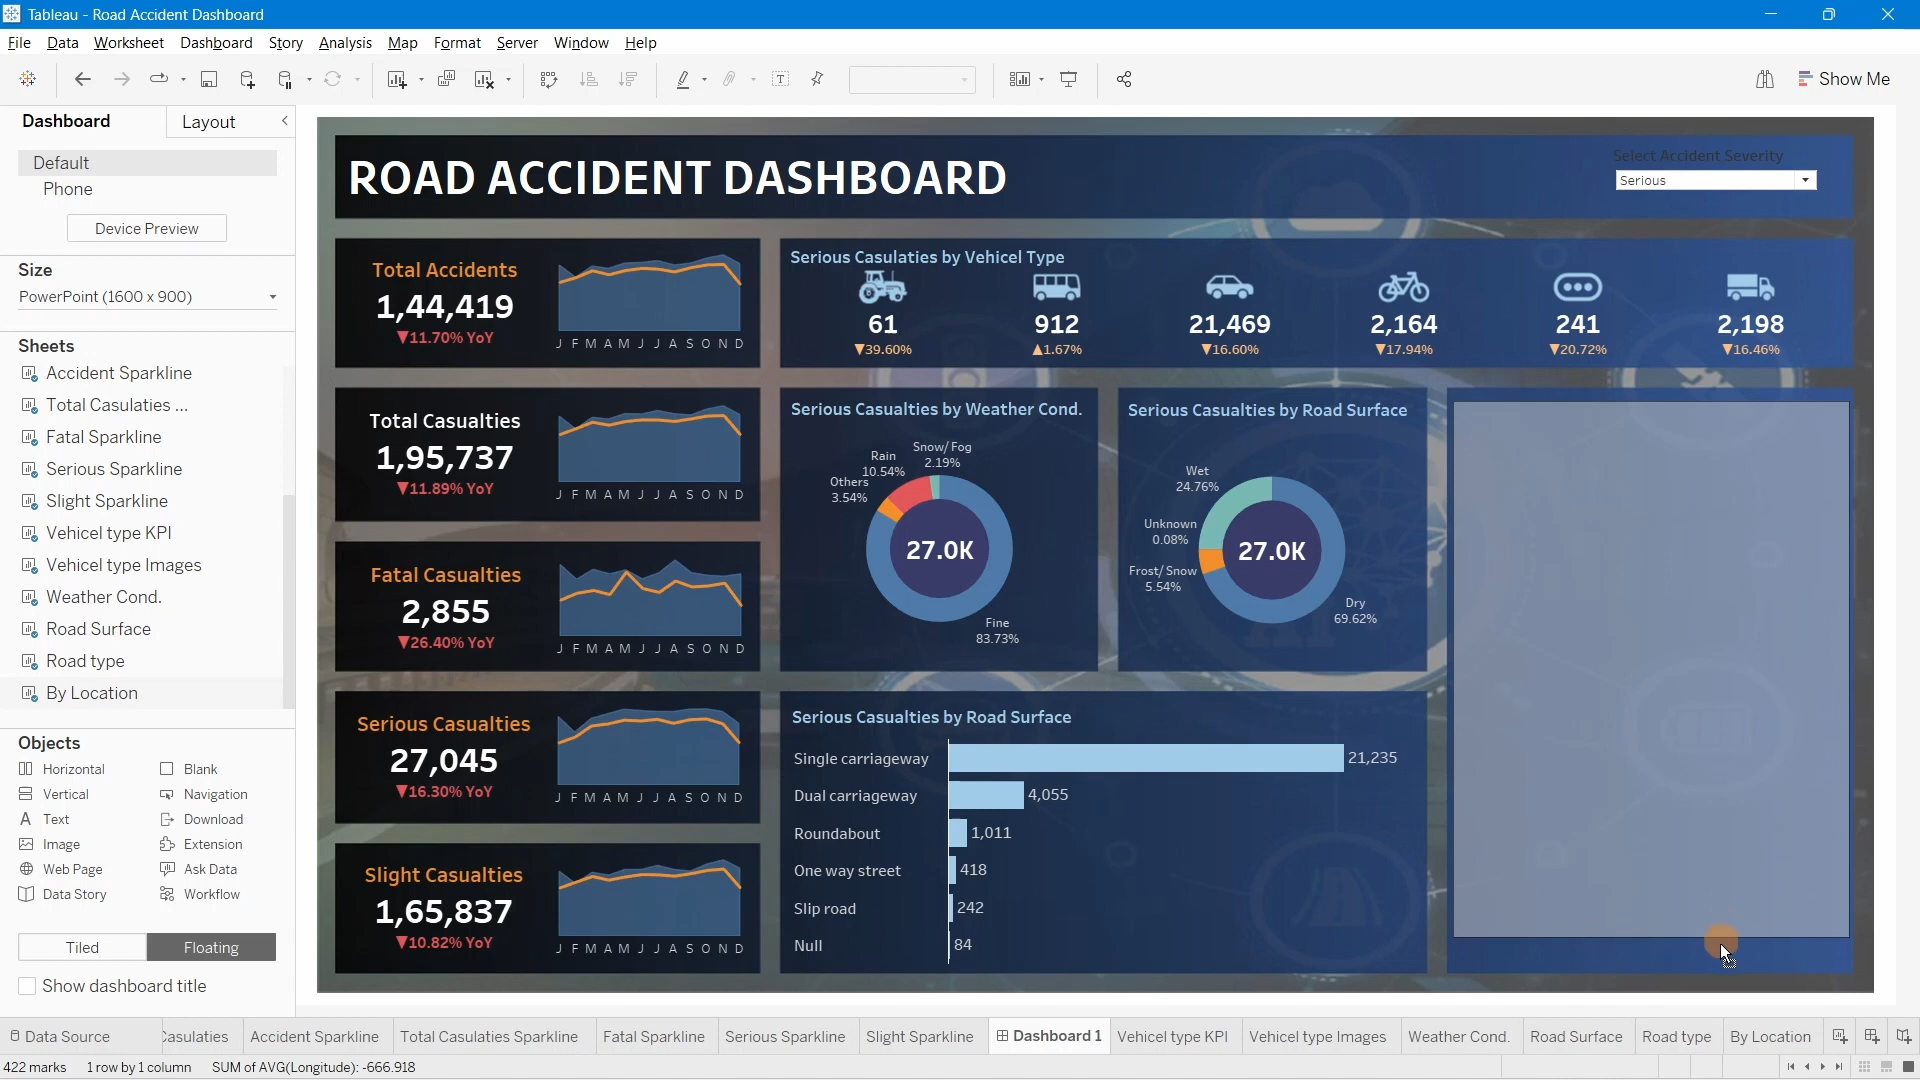 Tableau - Road Accident Dashboard
File Data Worksheet Dashboard Story Analysis Map Format Server Window Help
Show Me
Dashboard Layout
Default
Phone
Device Preview
Size
PowerPoint (1600 x 900)
Sheets
Accident Sparkline
Total Casulaties ...
Fatal Sparkline
Serious Sparkline
Slight Sparkline
Vehicel type KPI
Vehicel type Images
Weather Cond.
Road Surface
Road type
By Location
Objects
Horizontal Blank
Vertical Navigation
Text Download
Image Extension
Web Page Ask Data
Data Story Workflow
Tiled Floating
Show dashboard title
ROAD ACCIDENT DASHBOARD
Select Accident Severity
Serious
Total Accidents
1,44,419
▼11.70% YoY
J F M A M J J A S O N D
Total Casualties
1,95,737
▼11.89% YoY
J F M A M J J A S O N D
Fatal Casualties
2,855
▼26.40% YoY
J F M A M J J A S O N D
Serious Casualties
27,045
▼16.30% YoY
J F M A M J J A S O N D
Slight Casualties
1,65,837
▼10.82% YoY
J F M A M J J A S O N D
Serious Casulaties by Vehicel Type
61 912 21,469 2,164 241 2,198
▼39.60% ▲1.67% ▼16.60% ▼17.94% ▼20.72% ▼16.46%
Serious Casualties by Weather Cond.
Snow/Fog
2.19%
Rain
10.54%
Others
3.54%
27.0K
Fine
83.73%
Serious Casualties by Road Surface
Wet
24.76%
Unknown
0.08%
Frost/Snow
5.54%
27.0K
Dry
69.62%
Serious Casualties by Road Surface
Single carriageway 21,235
Dual carriageway 4,055
Roundabout 1,011
One way street 418
Slip road 242
Null 84
Data Source Casulaties Accident Sparkline Total Casulaties Sparkline Fatal Sparkline Serious Sparkline Slight Sparkline Dashboard 1 Vehicel type KPI Vehicel type Images Weather Cond. Road Surface Road type By Location
422 marks 1 row by 1 column SUM of AVG(Longitude): -666.918